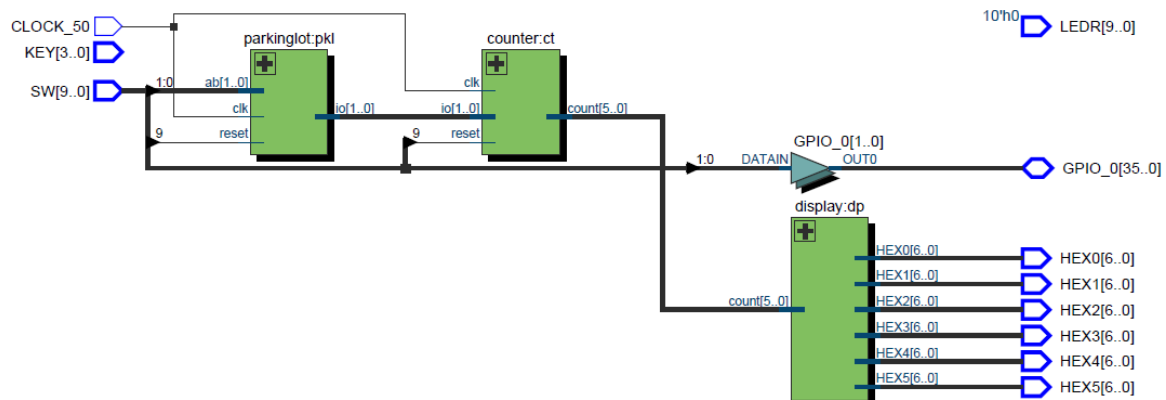 CLOCK_50
KEY[3..0]
SW[9..0]
parkinglot:pkl
1:0
ab[1..0]
clk
9
reset
io[1..0]
counter:ct
clk
io[1..0]
9
reset
count[5..0]
10'h0
LEDR[9..0]
GPIO_0[1..0]
1:0
DATAIN
OUT0
GPIO_0[35..0]
display:dp
count[5..0]
HEX0[6..0]
HEX1[6..0]
HEX2[6..0]
HEX3[6..0]
HEX4[6..0]
HEX5[6..0]
HEX0[6..0]
HEX1[6..0]
HEX2[6..0]
HEX3[6..0]
HEX4[6..0]
HEX5[6..0]